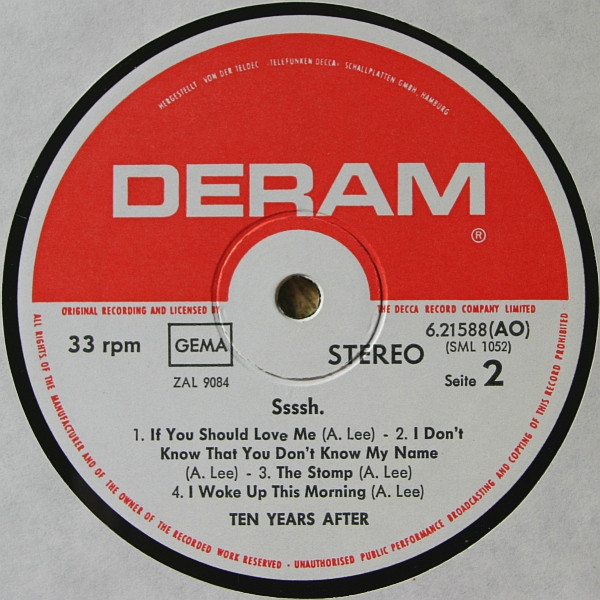 HERGESTELLT VON DER TELDEC »TELEFUNKEN DECCA« SCHALLPLATTEN GMBH, HAMBURG
DERAM
®
ORIGINAL RECORDING AND LICENSED BY THE DECCA RECORD COMPANY LIMITED
33 rpm
GEMA
STEREO
6.21588 (AO)
(SML 1052)
ZAL 9084
Seite 2
Ssssh.
1. If You Should Love Me (A. Lee) - 2. I Don't
Know That You Don't Know My Name
(A. Lee) - 3. The Stomp (A. Lee)
4. I Woke Up This Morning (A. Lee)
TEN YEARS AFTER
ALL RIGHTS OF THE MANUFACTURER AND OF THE OWNER OF THE RECORDED WORK RESERVED · UNAUTHORISED PUBLIC PERFORMANCE BROADCASTING AND COPYING OF THIS RECORD PROHIBITED